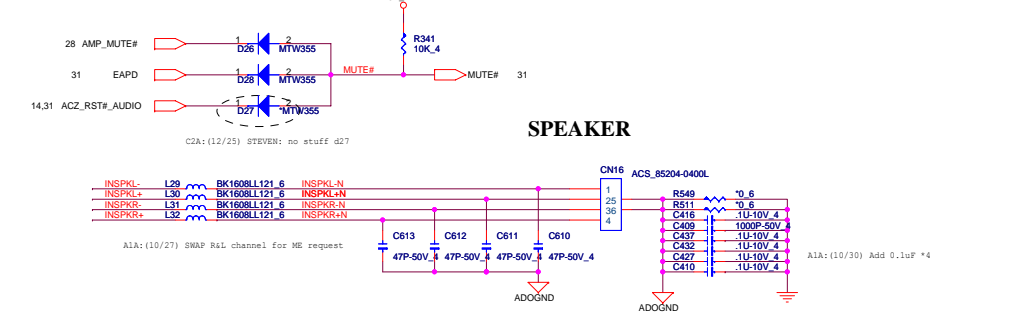 28 AMP_MUTE# 1 D26 2 MTW355 R341 10K_4
31 EAPD 1 D28 2 MTW355 MUTE# MUTE# 31
14,31 ACZ_RST#_AUDIO 1 D27 2 *MTW355
C2A:(12/25) STEVEN: no stuff d27
SPEAKER
CN16 ACS_85204-0400L
INSPKL- L29 BK1608LL121_6 INSPKL-N 1
INSPKL+ L30 BK1608LL121_6 INSPKL+N 25
INSPKR- L31 BK1608LL121_6 INSPKR-N 36
INSPKR+ L32 BK1608LL121_6 INSPKR+N 4
R549 *0_6
R511 *0_6
C416 .1U-10V_4
C409 1000P-50V_4
C437 .1U-10V_4
C432 .1U-10V_4
C427 .1U-10V_4
C410 .1U-10V_4
A1A:(10/27) SWAP R&L channel for ME request
C613 C612 C611 C610
47P-50V_4 47P-50V_4 47P-50V_4 47P-50V_4
A1A:(10/30) Add 0.1uF *4
ADOGND
ADOGND